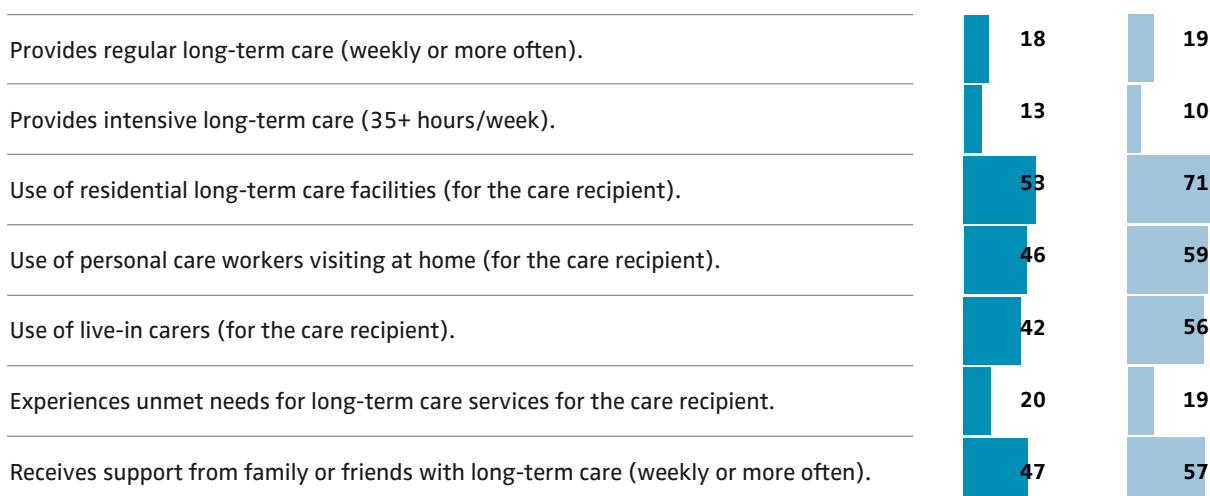 Provides regular long-term care (weekly or more often). 18 19
Provides intensive long-term care (35+ hours/week). 13 10
Use of residential long-term care facilities (for the care recipient). 53 71
Use of personal care workers visiting at home (for the care recipient). 46 59
Use of live-in carers (for the care recipient). 42 56
Experiences unmet needs for long-term care services for the care recipient. 20 19
Receives support from family or friends with long-term care (weekly or more often). 47 57